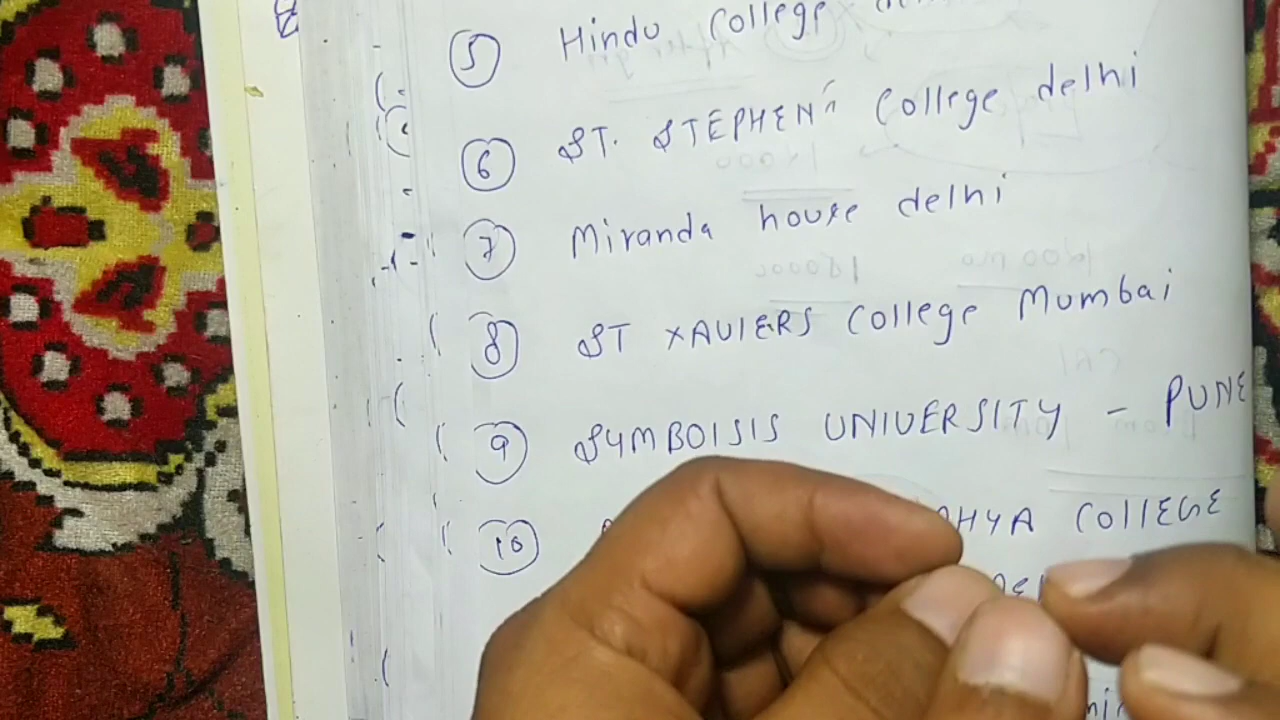 5 Hindu College
6 ST. STEPHEN'' College delhi
7 Miranda house delhi
8 ST XAVIERS College Mumbai
9 SYMBOISIS UNIVERSITY - PUNE
10 COllEGE